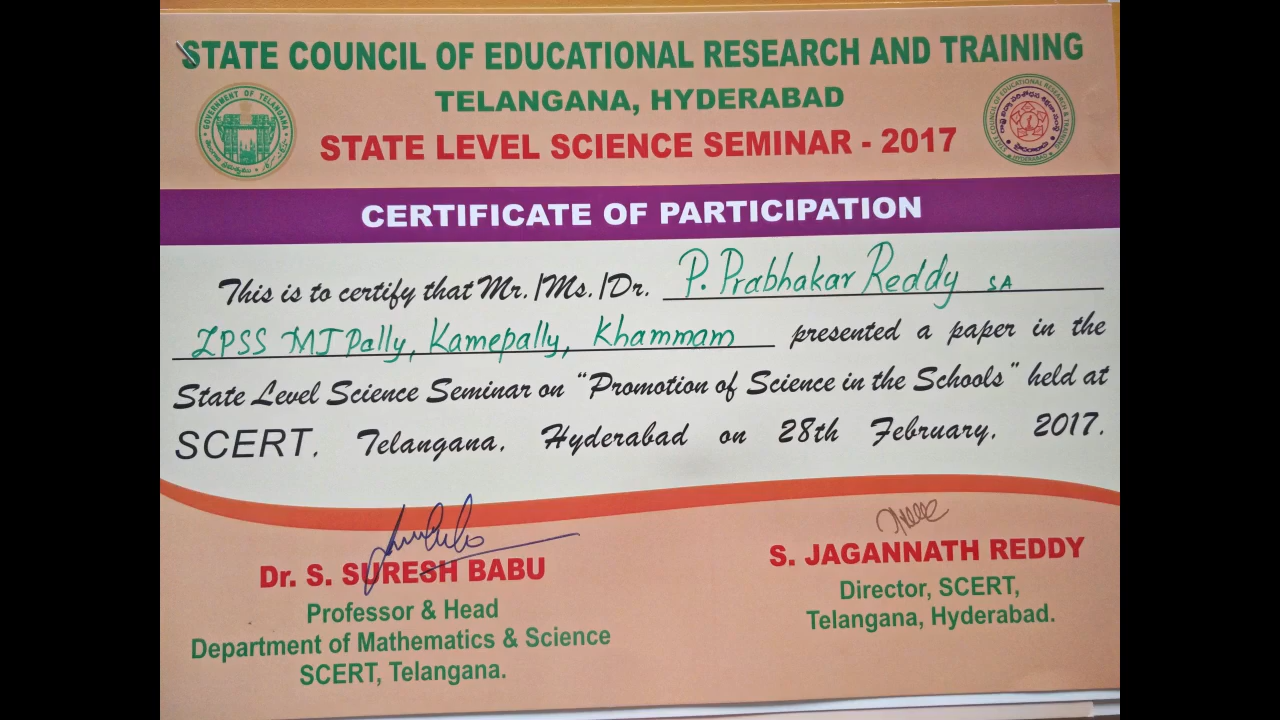 STATE COUNCIL OF EDUCATIONAL RESEARCH AND TRAINING
TELANGANA, HYDERABAD
STATE LEVEL SCIENCE SEMINAR - 2017
GOVERNMENT OF TELANGANA
CERTIFICATE OF PARTICIPATION
This is to certify that Mr./Ms./Dr. P. Prabhakar Reddy SA
ZPSS MJ Pally, Kamepally, Khammam presented a paper in the
State Level Science Seminar on "Promotion of Science in the Schools" held at
SCERT. Telangana. Hyderabad on 28th February. 2017.
Dr. S. SURESH BABU
Professor & Head
Department of Mathematics & Science
SCERT, Telangana.
S. JAGANNATH REDDY
Director, SCERT,
Telangana, Hyderabad.